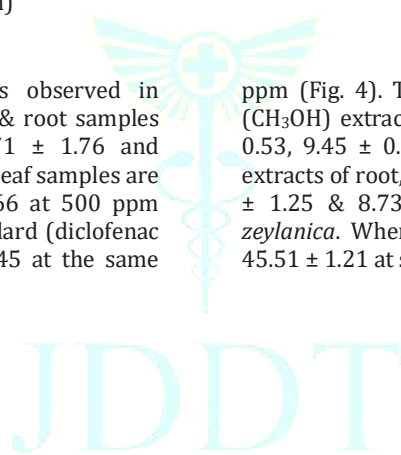 )
s observed in
& root samples
71 ± 1.76 and
leaf samples are
56 at 500 ppm
dard (diclofenac
45 at the same
ppm (Fig. 4). T
(CH₃OH) extrac
0.53, 9.45 ± 0.
extracts of root,
± 1.25 & 8.73
zeylanica. When
45.51 ± 1.21 at s
JDDT